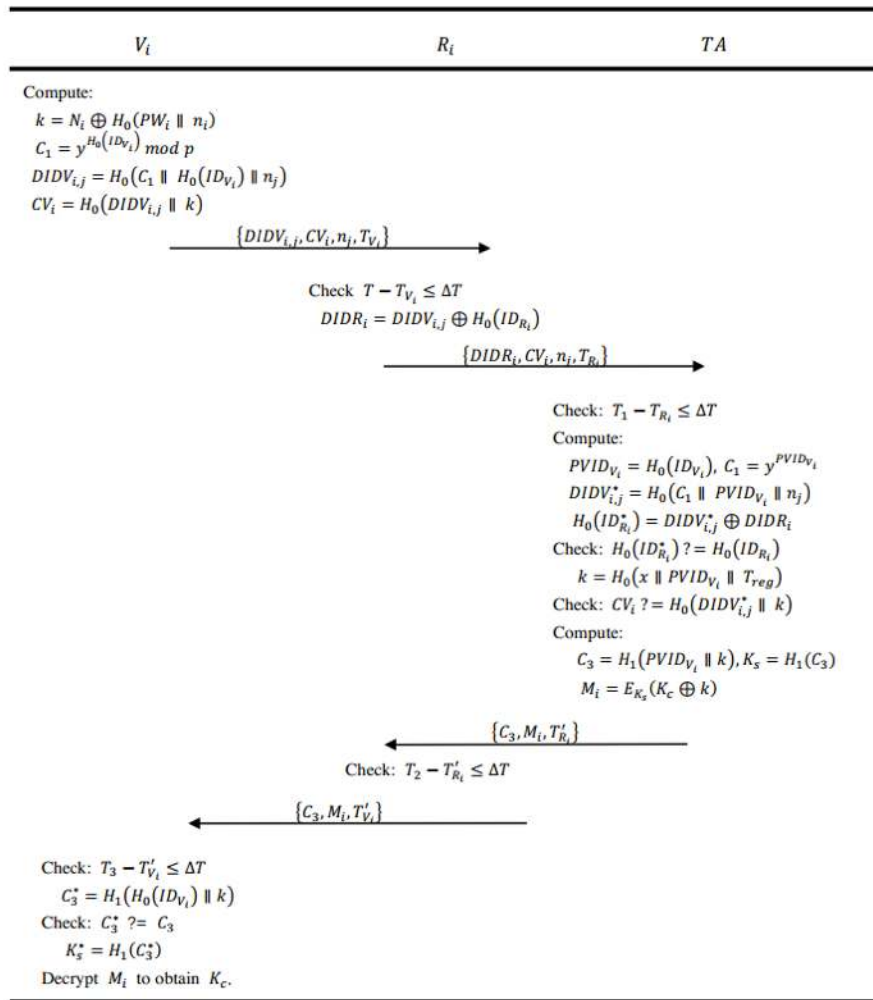 V_i R_i TA
Compute:
k = N_i ⊕ H_0(PW_i ∥ n_i)
C_1 = y^{H_0(ID_{V_i})} mod p
DIDV_{i,j} = H_0(C_1 ∥ H_0(ID_{V_i}) ∥ n_j)
CV_i = H_0(DIDV_{i,j} ∥ k)
{DIDV_{i,j}, CV_i, n_j, T_{V_i}}
Check T − T_{V_i} ≤ ΔT
DIDR_i = DIDV_{i,j} ⊕ H_0(ID_{R_i})
{DIDR_i, CV_i, n_j, T_{R_i}}
Check: T_1 − T_{R_i} ≤ ΔT
Compute:
PVID_{V_i} = H_0(ID_{V_i}), C_1 = y^{PVID_{V_i}}
DIDV^*_{i,j} = H_0(C_1 ∥ PVID_{V_i} ∥ n_j)
H_0(ID^*_{R_i}) = DIDV^*_{i,j} ⊕ DIDR_i
Check: H_0(ID^*_{R_i}) ?= H_0(ID_{R_i})
k = H_0(x ∥ PVID_{V_i} ∥ T_{reg})
Check: CV_i ?= H_0(DIDV^*_{i,j} ∥ k)
Compute:
C_3 = H_1(PVID_{V_i} ∥ k), K_s = H_1(C_3)
M_i = E_{K_s}(K_c ⊕ k)
{C_3, M_i, T'_{R_i}}
Check: T_2 − T'_{R_i} ≤ ΔT
{C_3, M_i, T'_{V_i}}
Check: T_3 − T'_{V_i} ≤ ΔT
C^*_3 = H_1(H_0(ID_{V_i}) ∥ k)
Check: C^*_3 ?= C_3
K^*_s = H_1(C^*_3)
Decrypt M_i to obtain K_c.